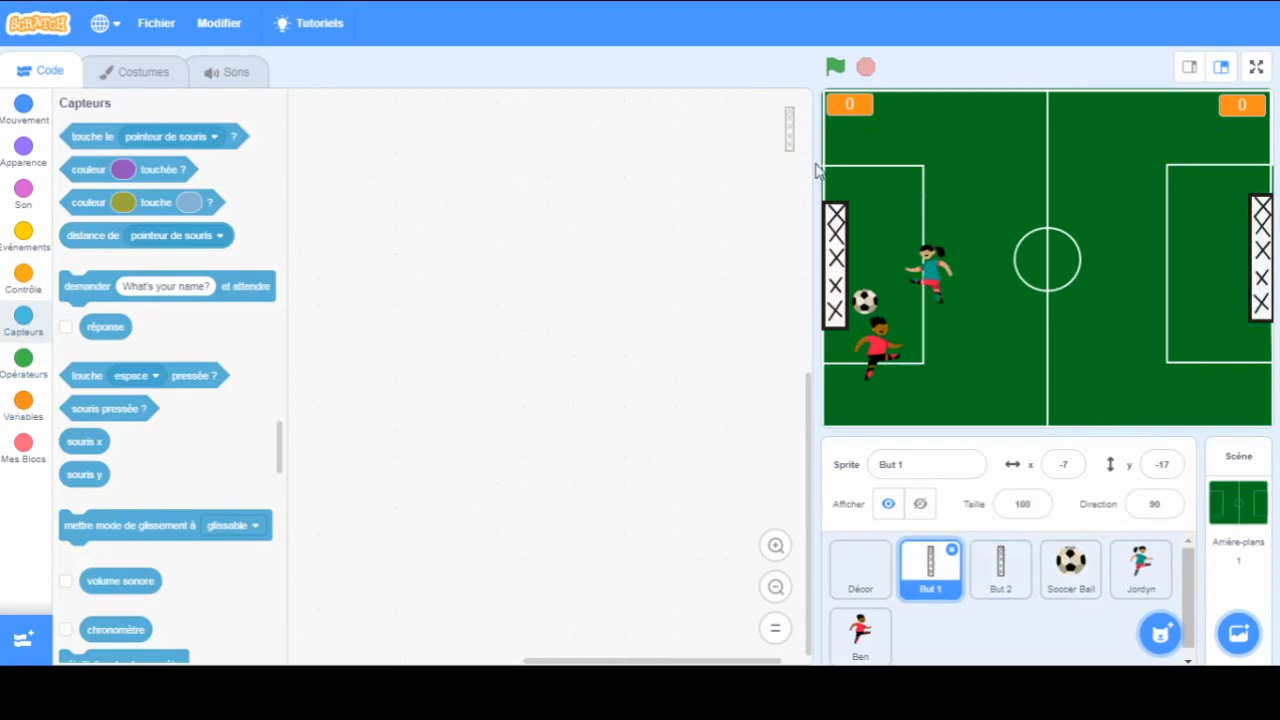 SCRATCH Fichier Modifier Tutoriels
Code Costumes Sons
Mouvement
Apparence
Son
Evénements
Contrôle
Capteurs
Opérateurs
Variables
Mes Blocs
Capteurs
touche le pointeur de souris ?
couleur touchée ?
couleur touche ?
distance de pointeur de souris
demander What's your name? et attendre
réponse
touche espace pressée ?
souris pressée ?
souris x
souris y
mettre mode de glissement à glissable
volume sonore
chronomètre
0 0
Sprite But 1 x -7 y -17
Afficher Taille 100 Direction 90
Décor But 1 But 2 Soccer Ball Jordyn
Ben
Scène
Arrière-plans
1